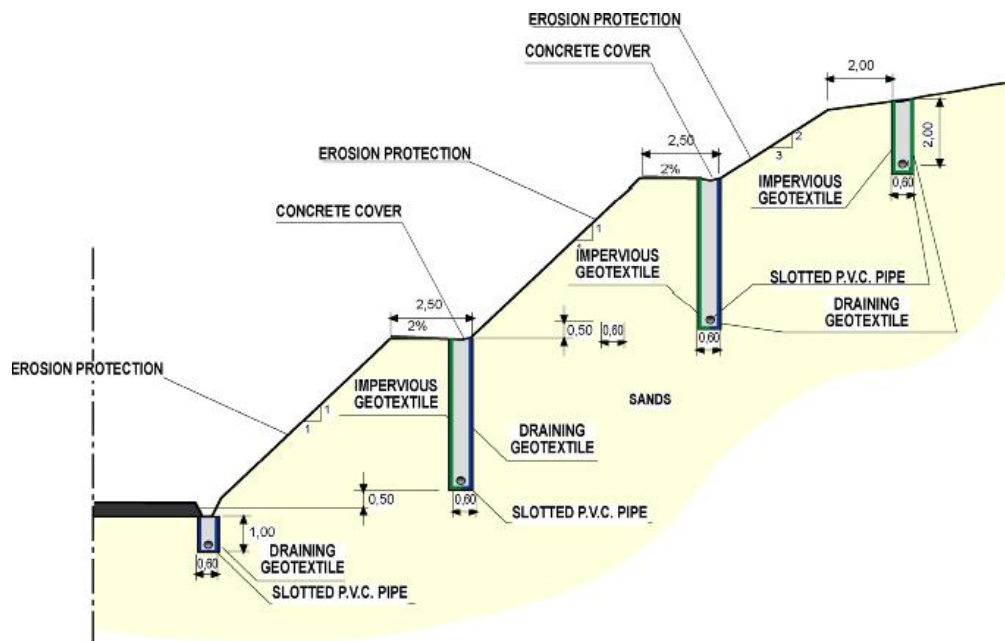 EROSION PROTECTION
CONCRETE COVER
2,00
2,50
2%
2
3
2,00
EROSION PROTECTION
IMPERVIOUS
GEOTEXTILE
0,60
CONCRETE COVER
1
IMPERVIOUS
GEOTEXTILE
SLOTTED P.V.C. PIPE
2,50
2%
DRAINING
GEOTEXTILE
0,50
0,60
0,60
EROSION PROTECTION
IMPERVIOUS
GEOTEXTILE
SANDS
1
1
DRAINING
GEOTEXTILE
0,50
0,60
SLOTTED P.V.C. PIPE
1,00
DRAINING
GEOTEXTILE
0,60
SLOTTED P.V.C. PIPE